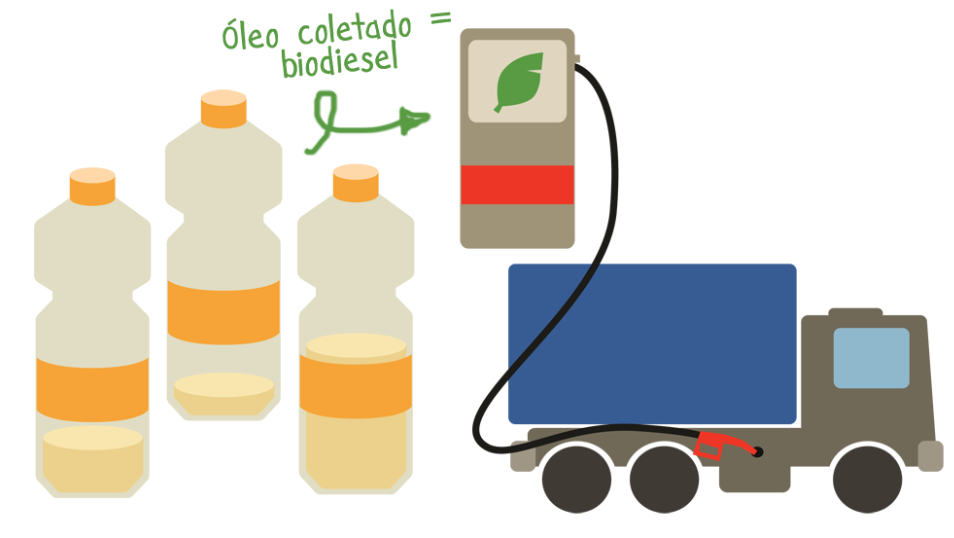 Óleo coletado =
biodiesel